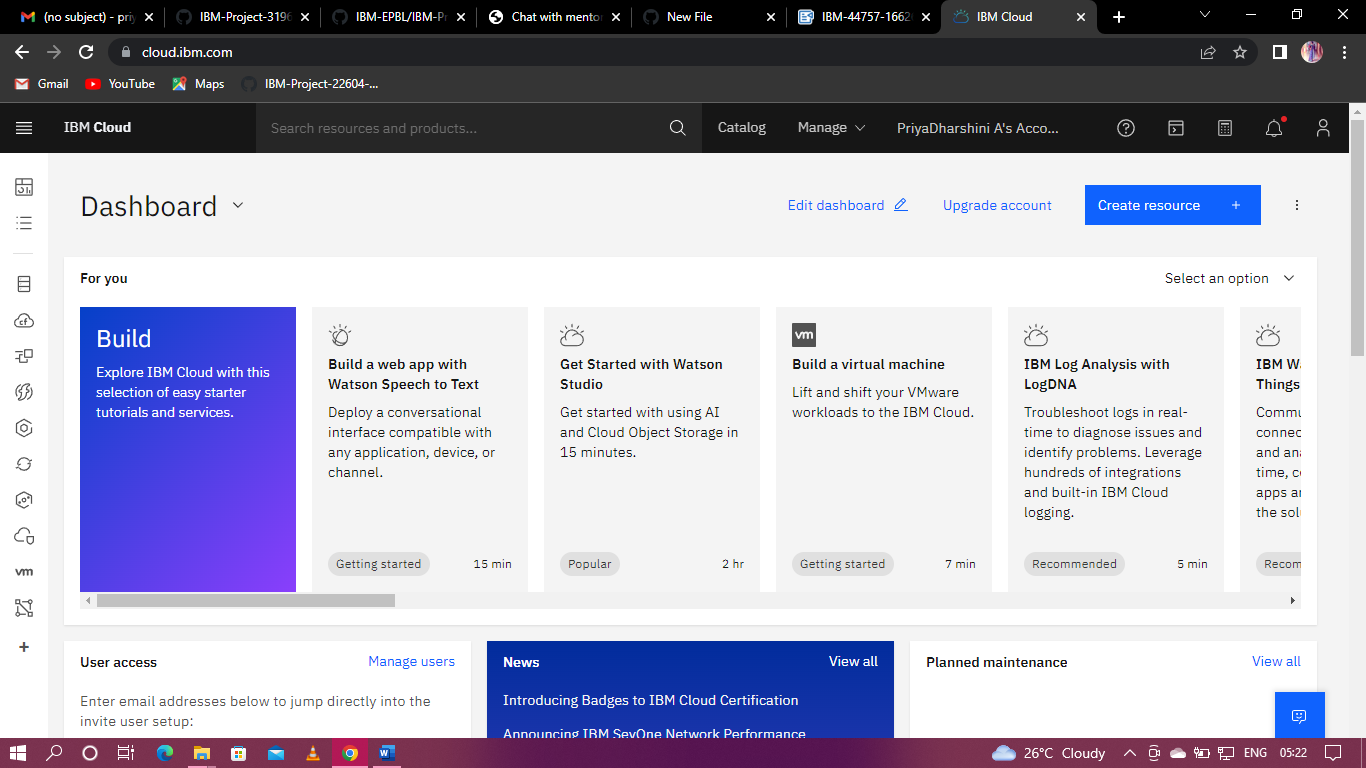 (no subject) - priy
IBM-Project-3196
IBM-EPBL/IBM-Pr
Chat with mentor
New File
IBM-44757-1662
IBM Cloud
cloud.ibm.com
Gmail
YouTube
Maps
IBM-Project-22604-...
IBM Cloud
Search resources and products...
Catalog
Manage
PriyaDharshini A's Acco...
Dashboard
Edit dashboard
Upgrade account
Create resource +
For you
Select an option
Build
Explore IBM Cloud with this
selection of easy starter
tutorials and services.
Build a web app with
Watson Speech to Text
Deploy a conversational
interface compatible with
any application, device, or
channel.
Getting started
15 min
Get Started with Watson
Studio
Get started with using AI
and Cloud Object Storage in
15 minutes.
Popular
2 hr
vm
Build a virtual machine
Lift and shift your VMware
workloads to the IBM Cloud.
Getting started
7 min
IBM Log Analysis with
LogDNA
Troubleshoot logs in real-
time to diagnose issues and
identify problems. Leverage
hundreds of integrations
and built-in IBM Cloud
logging.
Recommended
5 min
IBM W
Things
Commu
connec
and ana
time, c
apps a
the sol
Recom
vm
User access
Manage users
Enter email addresses below to jump directly into the
invite user setup:
News
View all
Introducing Badges to IBM Cloud Certification
Announcing IBM SevOne Network Performance
Planned maintenance
View all
26°C Cloudy
ENG
05:22